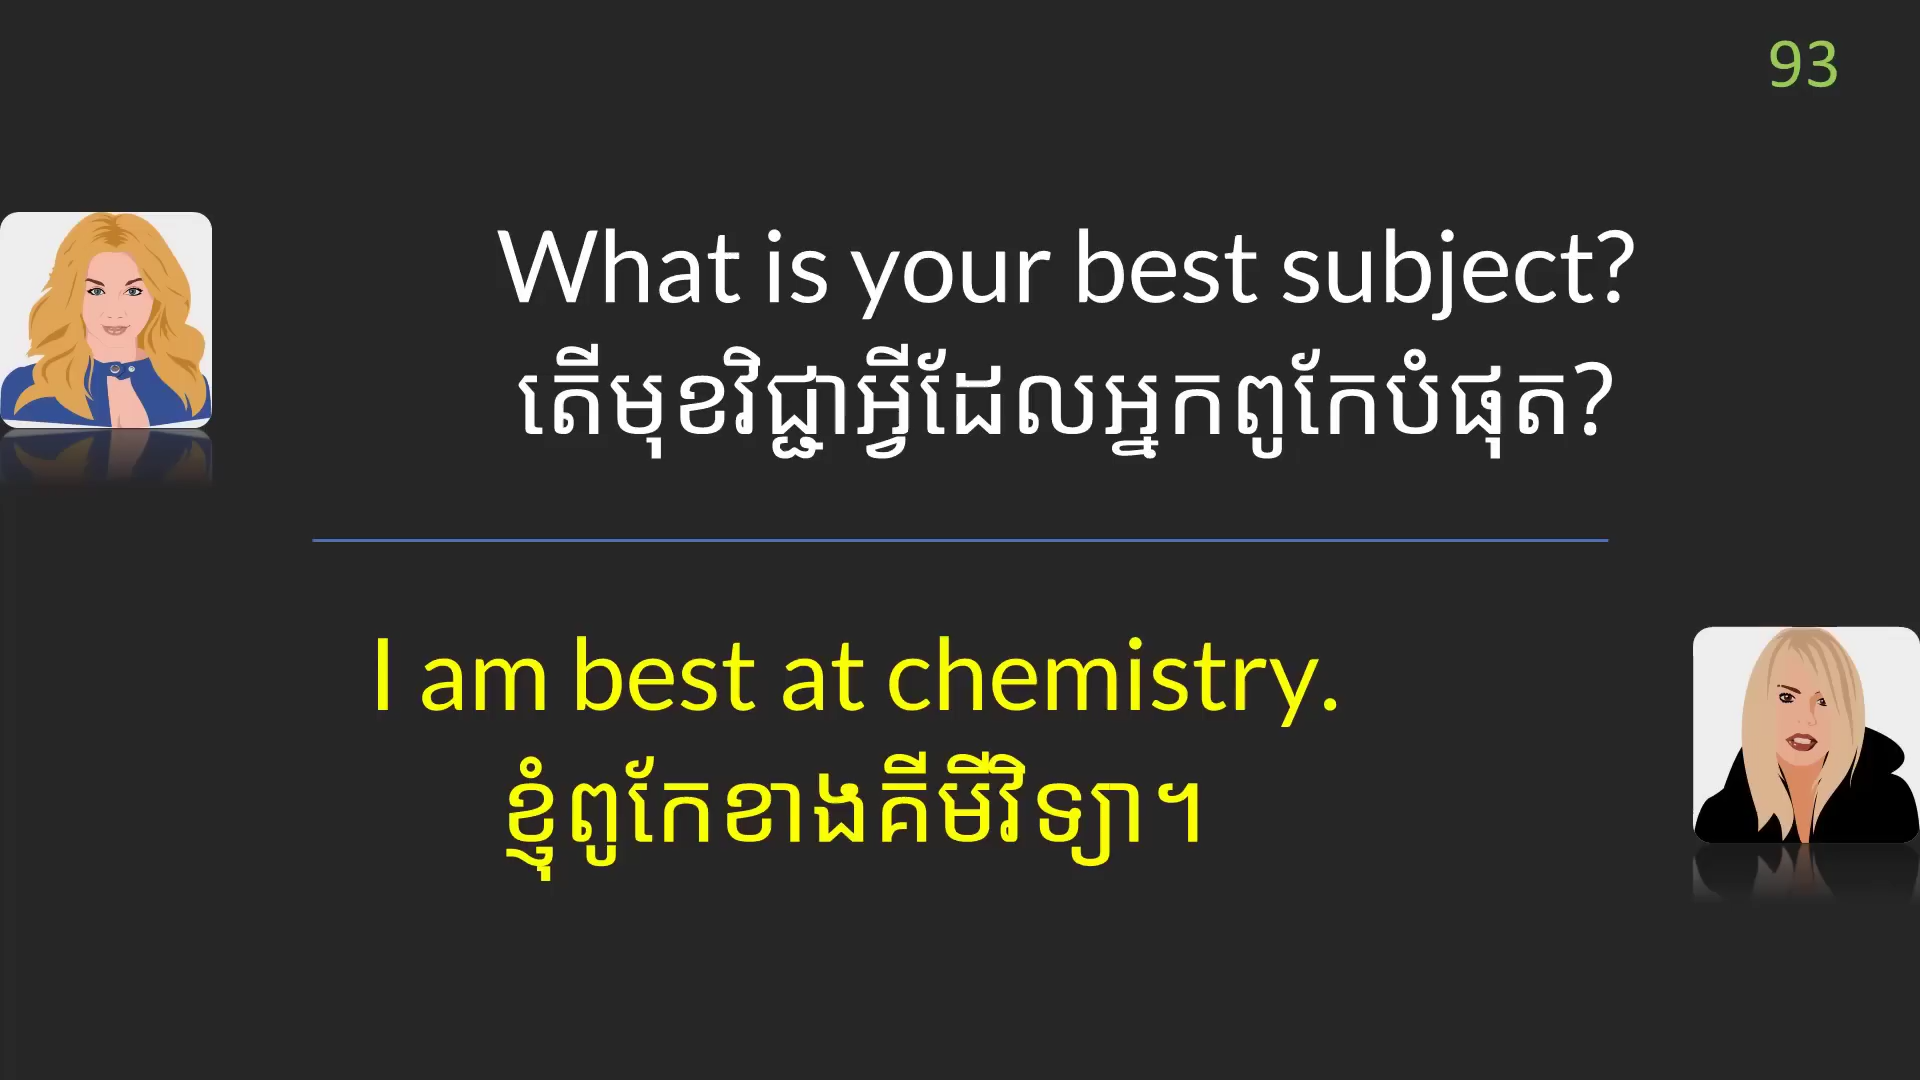 93
What is your best subject?
តើមុខវិជ្ជាអ្វីដែលអ្នកពូកែបំផុត?
I am best at chemistry.
ខ្ញុំពូកែខាងគីមីវិទ្យា។